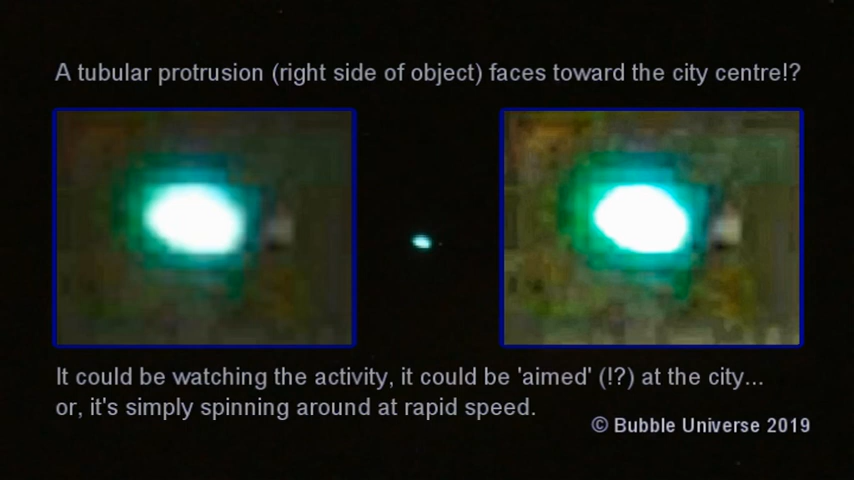 A tubular protrusion (right side of object) faces toward the city centre!?
It could be watching the activity, it could be 'aimed' (!?) at the city...
or, it's simply spinning around at rapid speed.
© Bubble Universe 2019